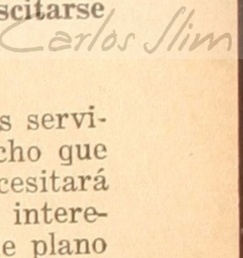 scitarse
Carlos Slim
s servi-
cho que
cesitará
intere-
e plano